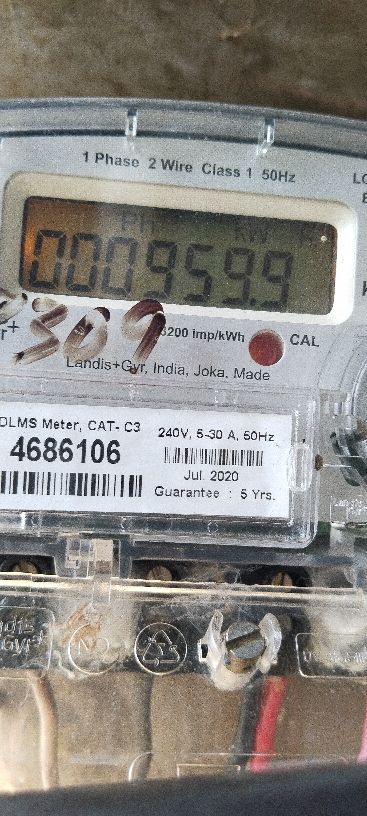 1 Phase 2 Wire Class 1 50Hz
000959.9
3200 imp/kWh
CAL
Landis+Gyr, India, Joka, Made
DLMS Meter, CAT- C3
240V, 5-30 A, 50Hz
4686106
Jul. 2020
Guarantee : 5 Yrs.